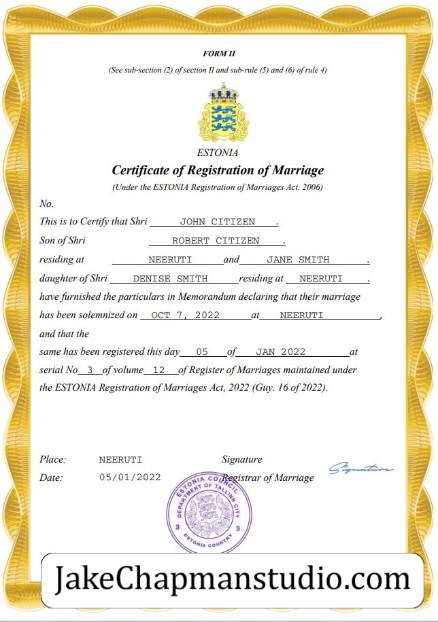 FORM II
(See sub-section (2) of section II and sub-rule (5) and (6) of rule 4)
ESTONIA
Certificate of Registration of Marriage
(Under the ESTONIA Registration of Marriages Act. 2006)
No.
This is to Certify that Shri JOHN CITIZEN .
Son of Shri ROBERT CITIZEN .
residing at NEERUTI and JANE SMITH .
daughter of Shri DENISE SMITH residing at NEERUTI .
have furnished the particulars in Memorandum declaring that their marriage
has been solemnized on OCT 7, 2022 at NEERUTI ,
and that the
same has been registered this day 05 of JAN 2022 at
serial No 3 of volume 12 of Register of Marriages maintained under
the ESTONIA Registration of Marriages Act, 2022 (Guy. 16 of 2022).
Place: NEERUTI Signature
Date: 05/01/2022 Registrar of Marriage
Signature
ESTONIA COUNCIL
DEPARTMENT OF TALLINN CITY
ESTONIA COUNTRY
JakeChapmanstudio.com